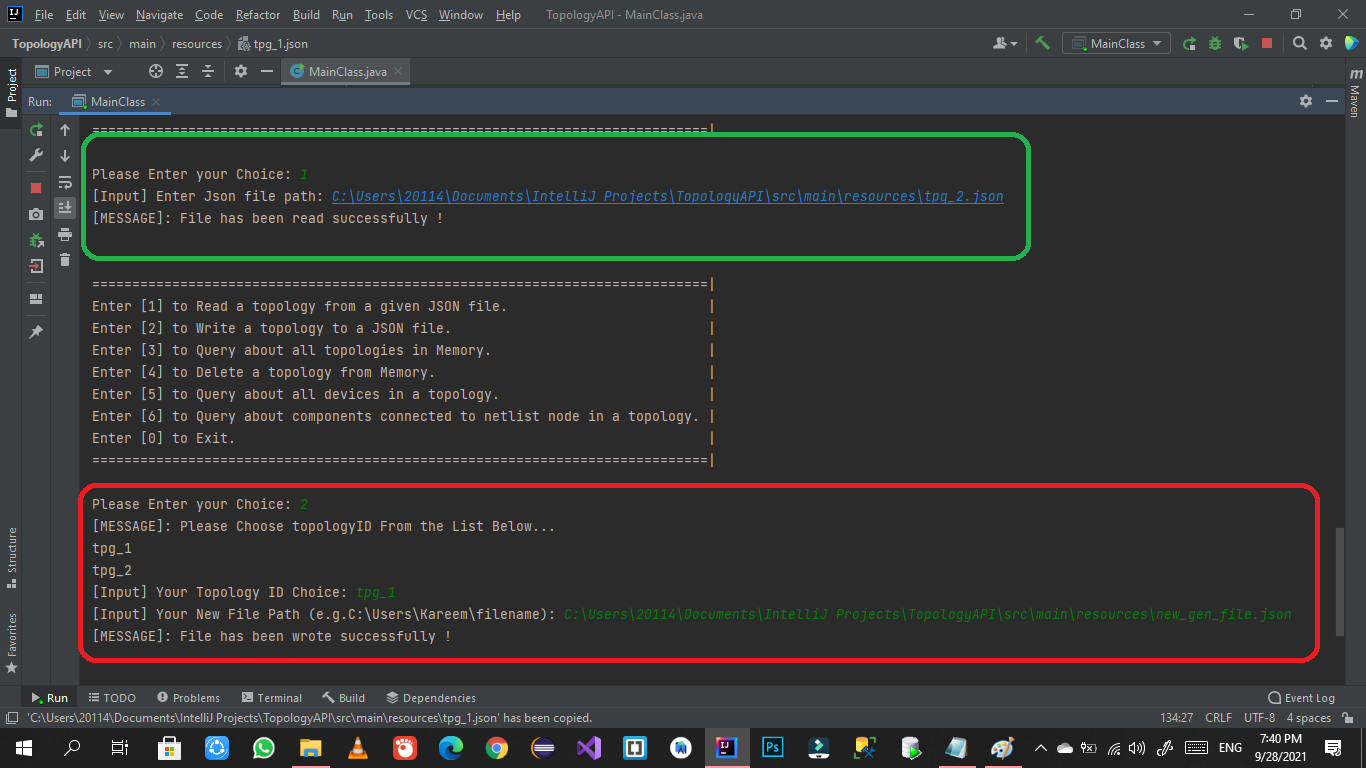 File Edit View Navigate Code Refactor Build Run Tools VCS Window Help TopologyAPI - MainClass.java
TopologyAPI src main resources tpg_1.json MainClass
Project MainClass.java
Project
Maven
Run: MainClass
=============================================================================|
Please Enter your Choice: 1
[Input] Enter Json file path: C:\Users\20114\Documents\IntelliJ Projects\TopologyAPI\src\main\resources\tpg_2.json
[MESSAGE]: File has been read successfully !
=============================================================================|
Enter [1] to Read a topology from a given JSON file. |
Enter [2] to Write a topology to a JSON file. |
Enter [3] to Query about all topologies in Memory. |
Enter [4] to Delete a topology from Memory. |
Enter [5] to Query about all devices in a topology. |
Enter [6] to Query about components connected to netlist node in a topology. |
Enter [0] to Exit. |
=============================================================================|
Please Enter your Choice: 2
[MESSAGE]: Please Choose topologyID From the List Below...
tpg_1
tpg_2
[Input] Your Topology ID Choice: tpg_1
[Input] Your New File Path (e.g.C:\Users\Kareem\filename): C:\Users\20114\Documents\IntelliJ Projects\TopologyAPI\src\main\resources\new_gen_file.json
[MESSAGE]: File has been wrote successfully !
Structure
Favorites
Run TODO Problems Terminal Build Dependencies Event Log
'C:\Users\20114\Documents\IntelliJ Projects\TopologyAPI\src\main\resources\tpg_1.json' has been copied. 134:27 CRLF UTF-8 4 spaces
ENG 7:40 PM
9/28/2021